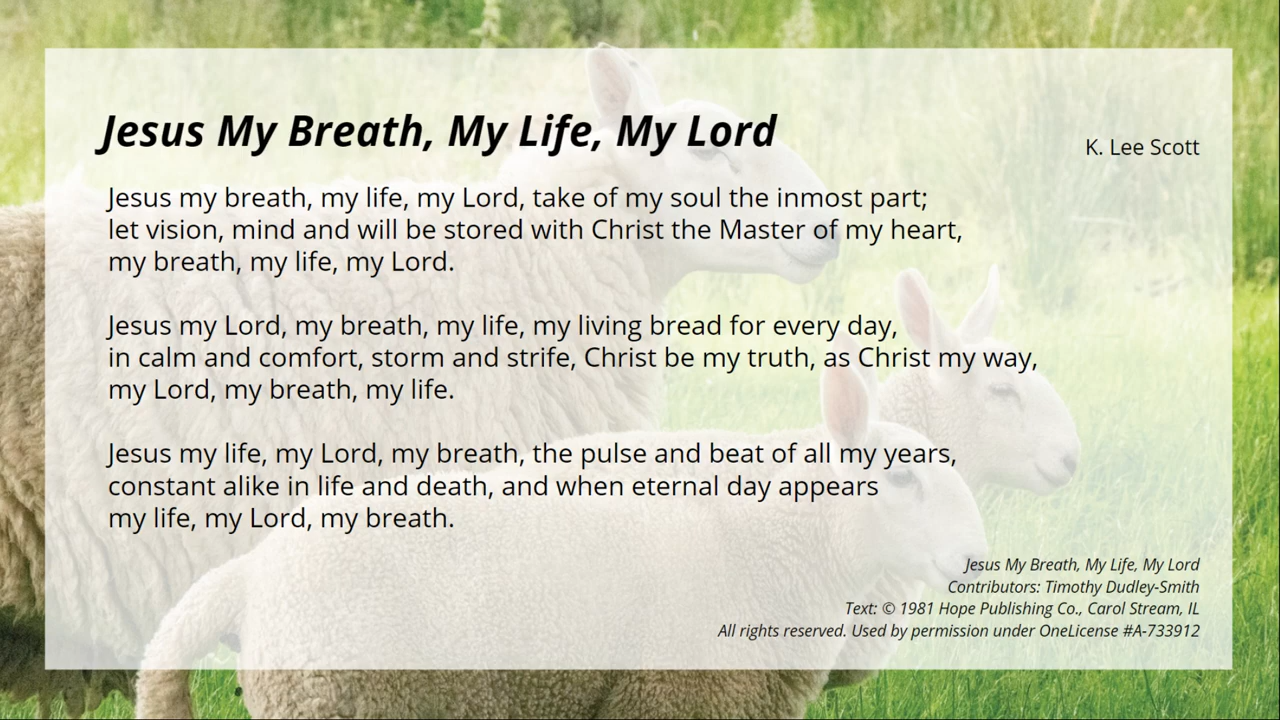 Jesus My Breath, My Life, My Lord
K. Lee Scott
Jesus my breath, my life, my Lord, take of my soul the inmost part;
let vision, mind and will be stored with Christ the Master of my heart,
my breath, my life, my Lord.
Jesus my Lord, my breath, my life, my living bread for every day,
in calm and comfort, storm and strife, Christ be my truth, as Christ my way,
my Lord, my breath, my life.
Jesus my life, my Lord, my breath, the pulse and beat of all my years,
constant alike in life and death, and when eternal day appears
my life, my Lord, my breath.
Jesus My Breath, My Life, My Lord
Contributors: Timothy Dudley-Smith
Text: © 1981 Hope Publishing Co., Carol Stream, IL
All rights reserved. Used by permission under OneLicense #A-733912